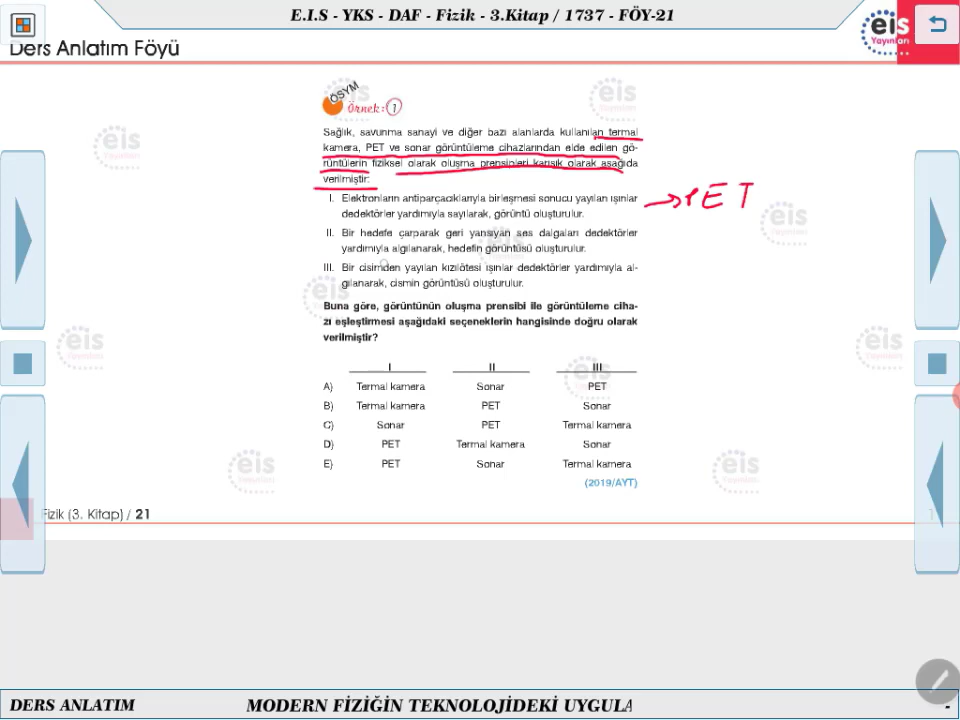 E.I.S - YKS - DAF - Fizik - 3.Kitap / 1737 - FÖY-21
eis
Yayınları
Ders Anlatım Föyü
ÖSYM
Örnek: 1
Sağlık, savunma sanayi ve diğer bazı alanlarda kullanılan termal
kamera, PET ve sonar görüntüleme cihazlarından elde edilen gö-
rüntülerin fiziksel olarak oluşma prensipleri karışık olarak aşağıda
verilmiştir:
I. Elektronların antiparçacıklarıyla birleşmesi sonucu yayılan ışınlar
dedektörler yardımıyla sayılarak, görüntü oluşturulur.
PET
II. Bir hedefe çarparak geri yansıyan ses dalgaları dedektörler
yardımıyla algılanarak, hedefin görüntüsü oluşturulur.
III. Bir cisimden yayılan kızılötesi ışınlar dedektörler yardımıyla al-
gılanarak, cismin görüntüsü oluşturulur.
Buna göre, görüntünün oluşma prensibi ile görüntüleme ciha-
zı eşleştirmesi aşağıdaki seçeneklerin hangisinde doğru olarak
verilmiştir?
I II III
A) Termal kamera Sonar PET
B) Termal kamera PET Sonar
C) Sonar PET Termal kamera
D) PET Termal kamera Sonar
E) PET Sonar Termal kamera
(2019/AYT)
Fizik (3. Kitap) / 21
1
DERS ANLATIM MODERN FİZİĞİN TEKNOLOJİDEKİ UYGULA -